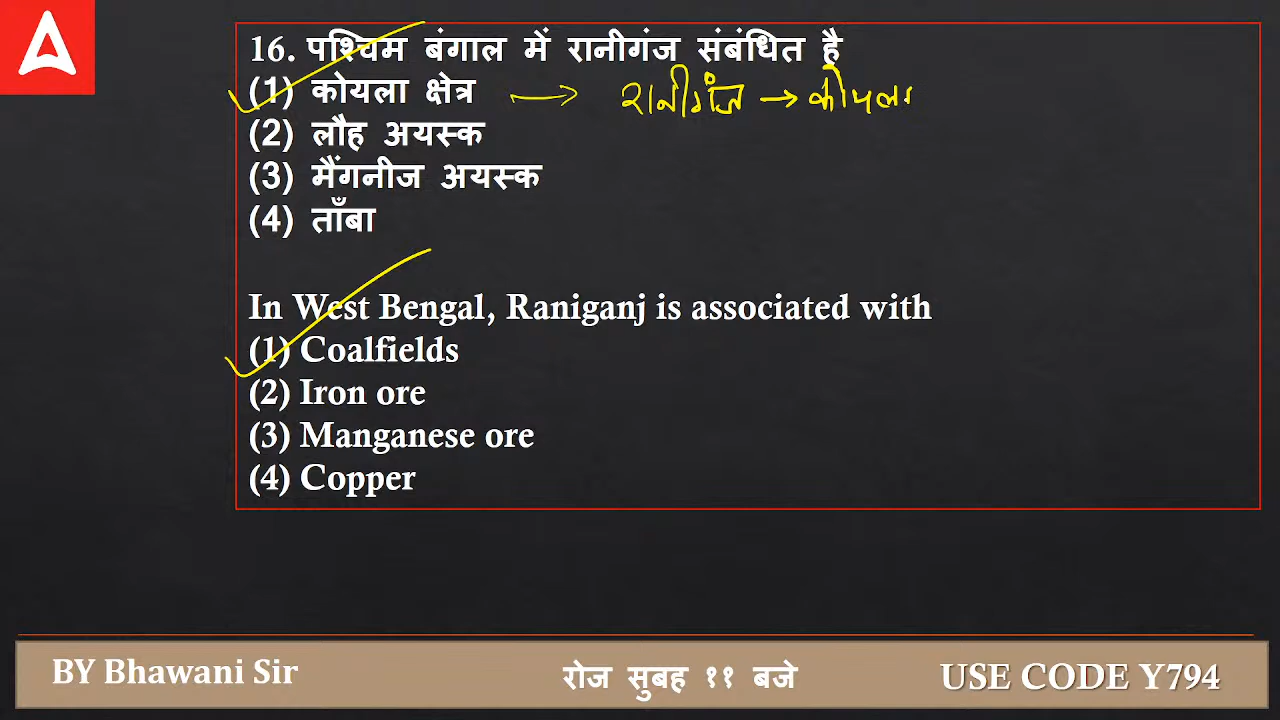 16. पश्चिम बंगाल में रानीगंज संबंधित है
(1) कोयला क्षेत्र → रानीगंज → कोयला
(2) लौह अयस्क
(3) मैंगनीज अयस्क
(4) ताँबा
In West Bengal, Raniganj is associated with
(1) Coalfields
(2) Iron ore
(3) Manganese ore
(4) Copper
BY Bhawani Sir
रोज सुबह ११ बजे
USE CODE Y794